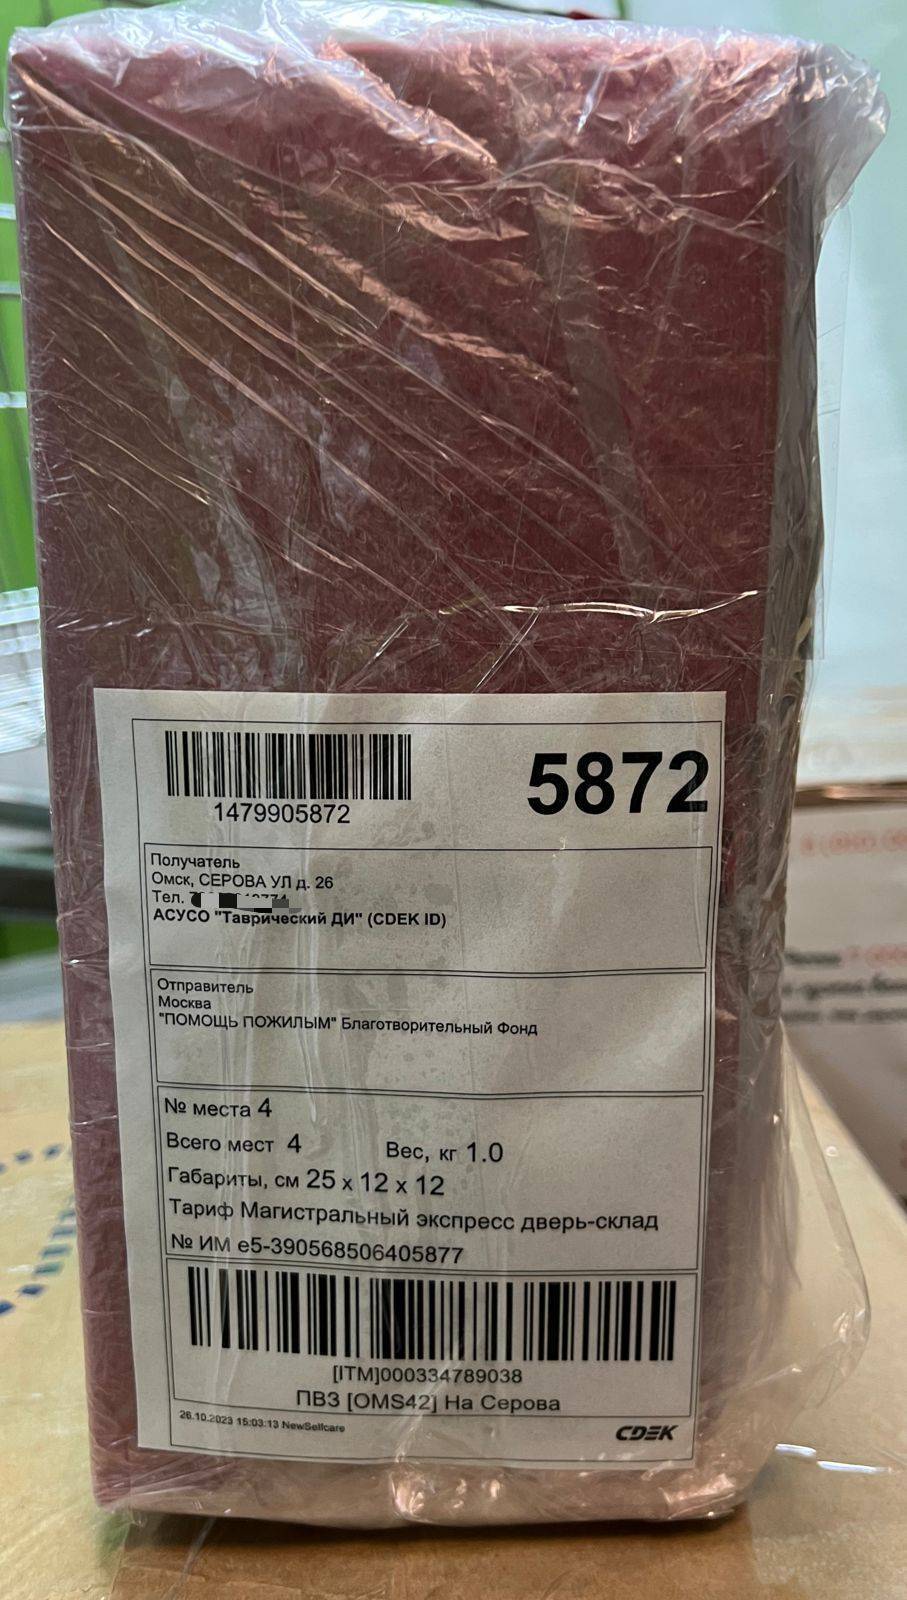 1479905872
5872
Получатель
Омск, СЕРОВА УЛ д. 26
Тел.
АСУСО "Таврический ДИ" (CDEK ID)
Отправитель
Москва
"ПОМОЩЬ ПОЖИЛЫМ" Благотворительный Фонд
№ места 4
Всего мест 4 Вес, кг 1.0
Габариты, см 25 x 12 x 12
Тариф Магистральный экспресс дверь-склад
№ ИМ e5-390568506405877
[ITM]000334789038
ПВЗ [OMS42] На Серова
26.10.2023 15:03:13 NewSelfcare
CDEK